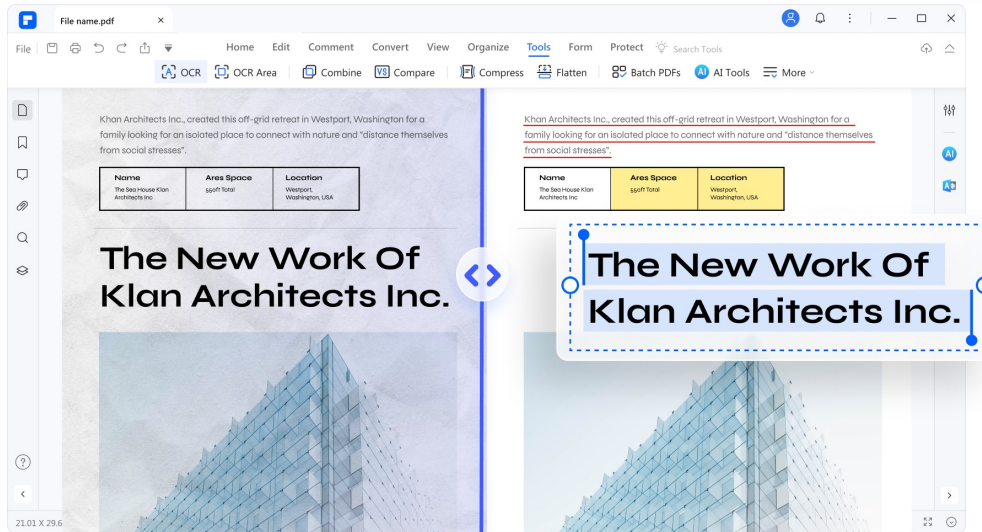 File name.pdf
File
Home Edit Comment Convert View Organize Tools Form Protect Search Tools
OCR OCR Area Combine VS Compare Compress Flatten Batch PDFs AI AI Tools More
Khan Architects Inc., created this off-grid retreat in Westport, Washington for a
family looking for an isolated place to connect with nature and "distance themselves
from social stresses".
Name Ares Space Location
The Sea House Klan 550ft Total Westport,
Architects Inc Washington, USA
The New Work Of
Klan Architects Inc.
Khan Architects Inc., created this off-grid retreat in Westport, Washington for a
family looking for an isolated place to connect with nature and "distance themselves
from social stresses".
Name Ares Space Location
The Sea House Klan 550ft Total Westport,
Architects Inc Washington, USA
The New Work Of
Klan Architects Inc.
AI
A
21.01 X 29.6